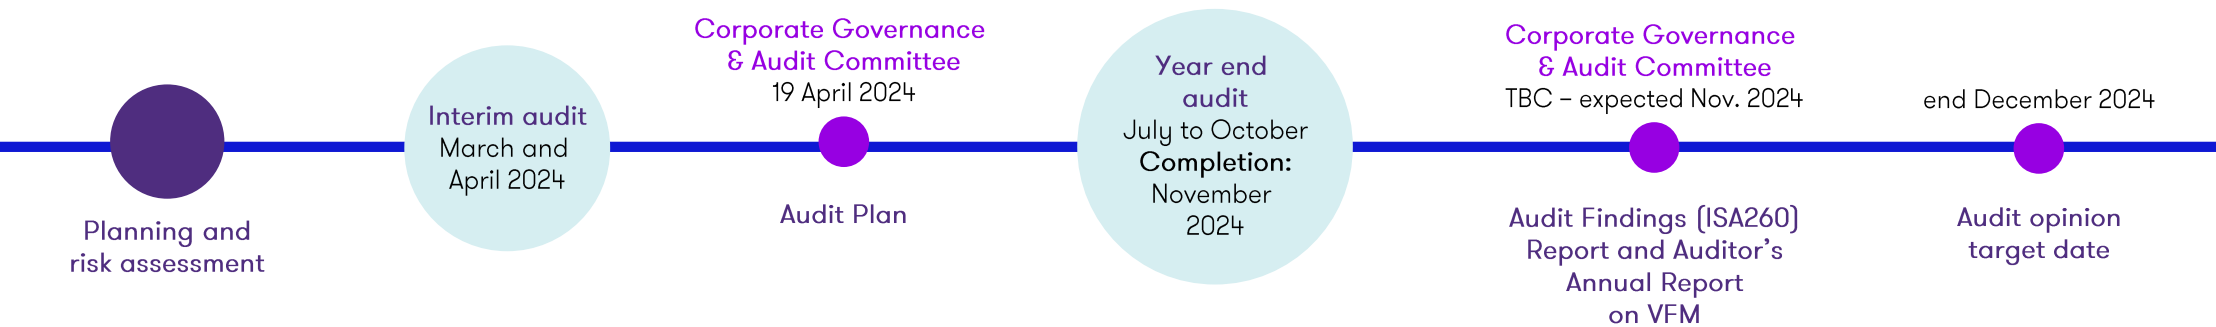 Planning and
risk assessment
Interim audit
March and
April 2024
Corporate Governance
& Audit Committee
19 April 2024
Audit Plan
Year end
audit
July to October
Completion:
November
2024
Corporate Governance
& Audit Committee
TBC – expected Nov. 2024
Audit Findings (ISA260)
Report and Auditor’s
Annual Report
on VFM
end December 2024
Audit opinion
target date